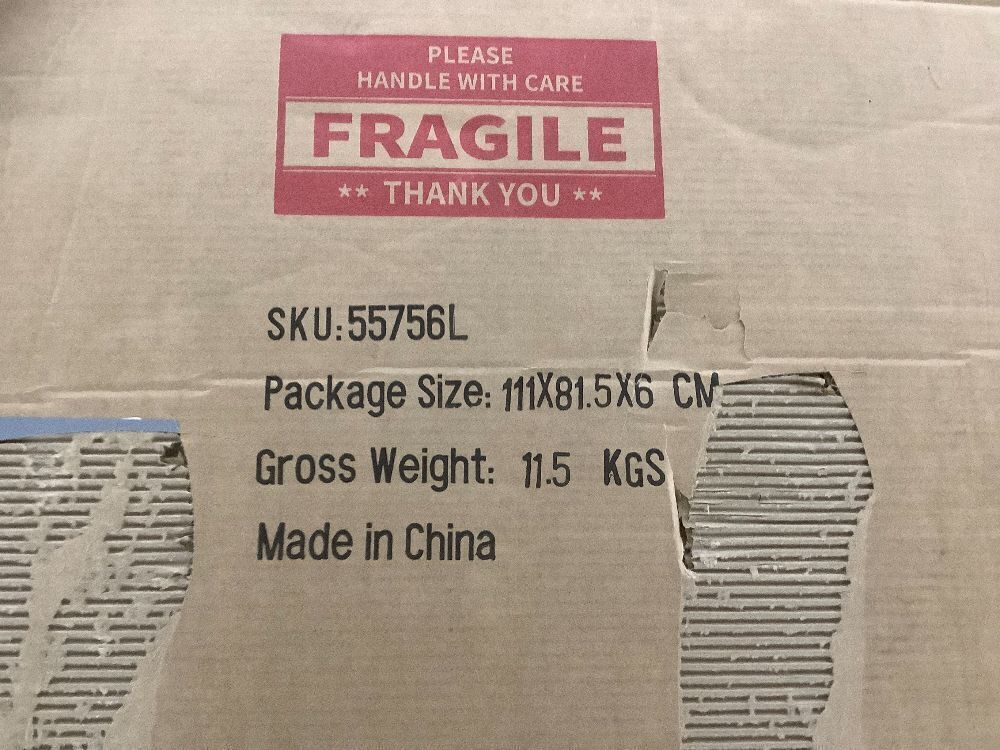 PLEASE
HANDLE WITH CARE
FRAGILE
** THANK YOU **
SKU:55756L
Package Size: 111X81.5X6 CM
Gross Weight: 11.5 KGS
Made in China